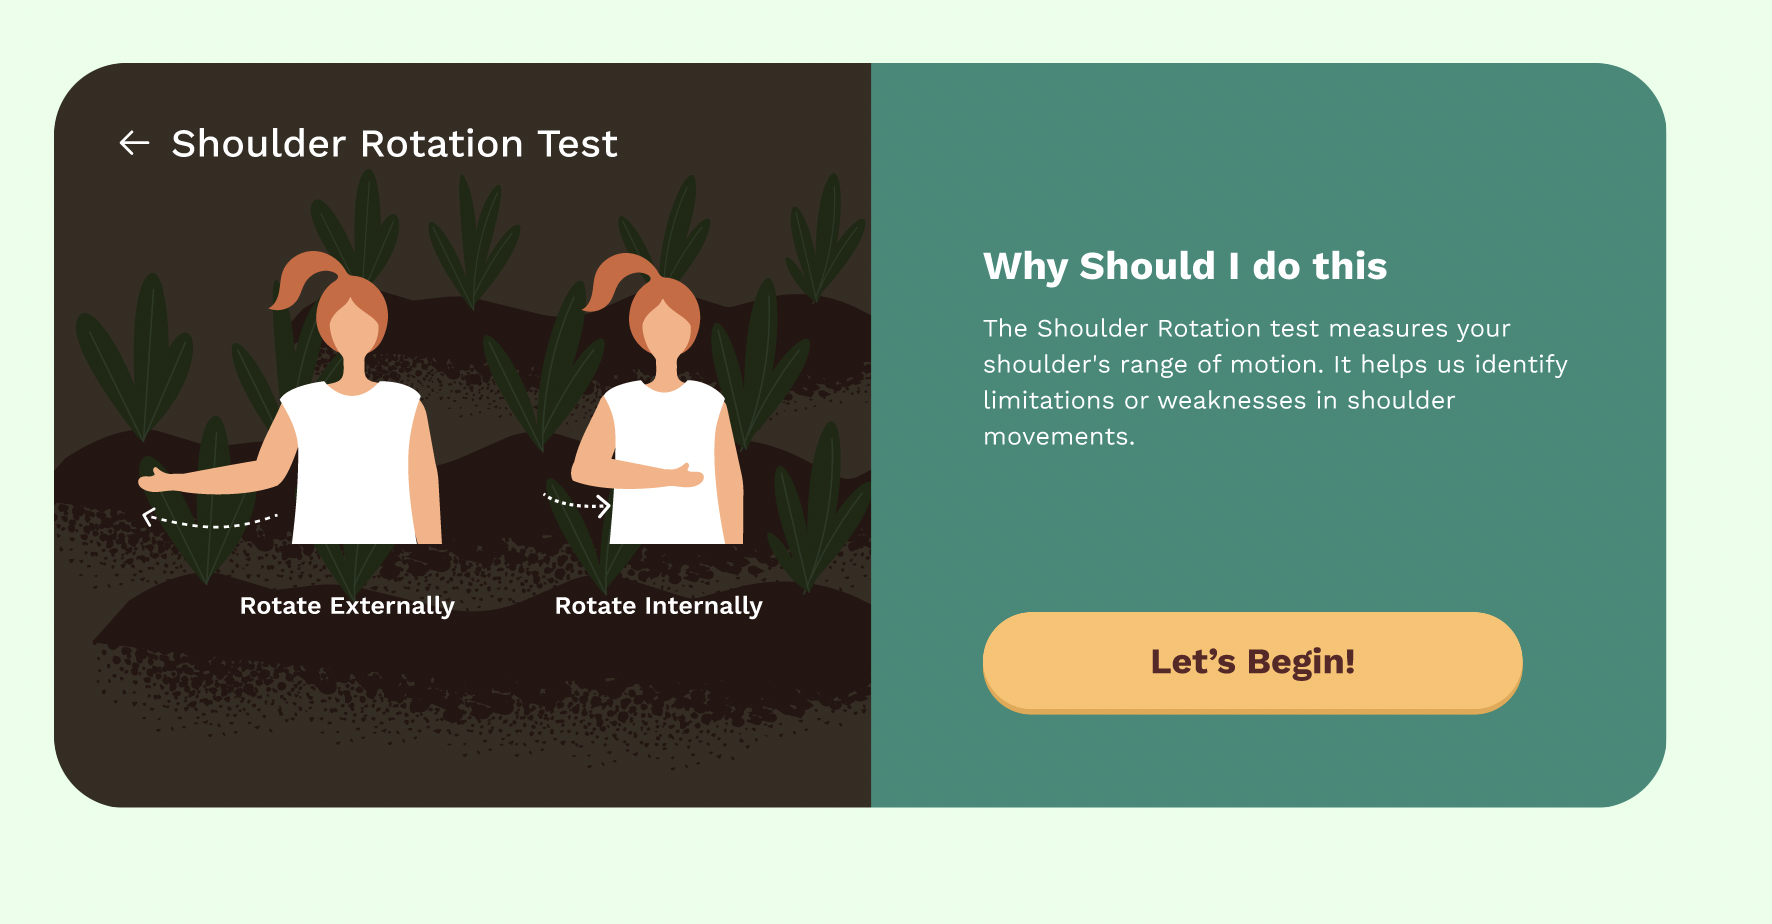 Shoulder Rotation Test
Rotate Externally
Rotate Internally
Why Should I do this
The Shoulder Rotation test measures your
shoulder's range of motion. It helps us identify
limitations or weaknesses in shoulder
movements.
Let’s Begin!